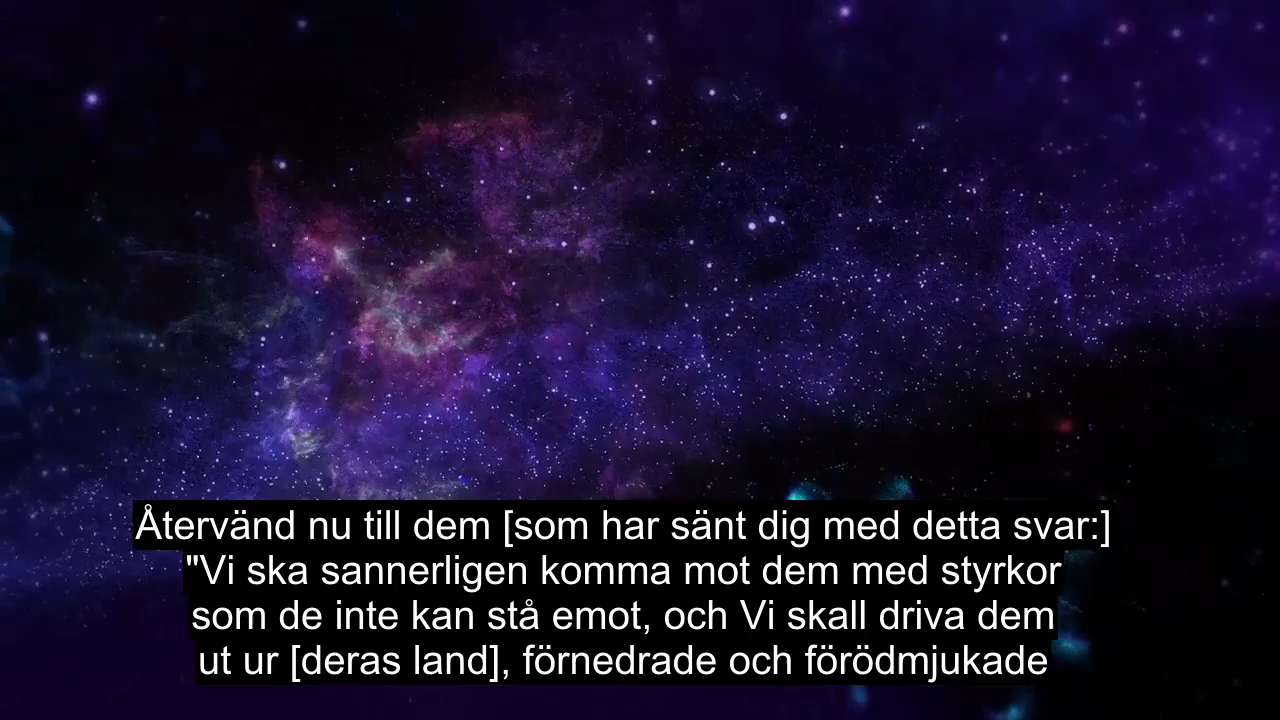 Återvänd nu till dem [som har sänt dig med detta svar:]
"Vi ska sannerligen komma mot dem med styrkor
som de inte kan stå emot, och Vi skall driva dem
ut ur [deras land], förnedrade och förödmjukade